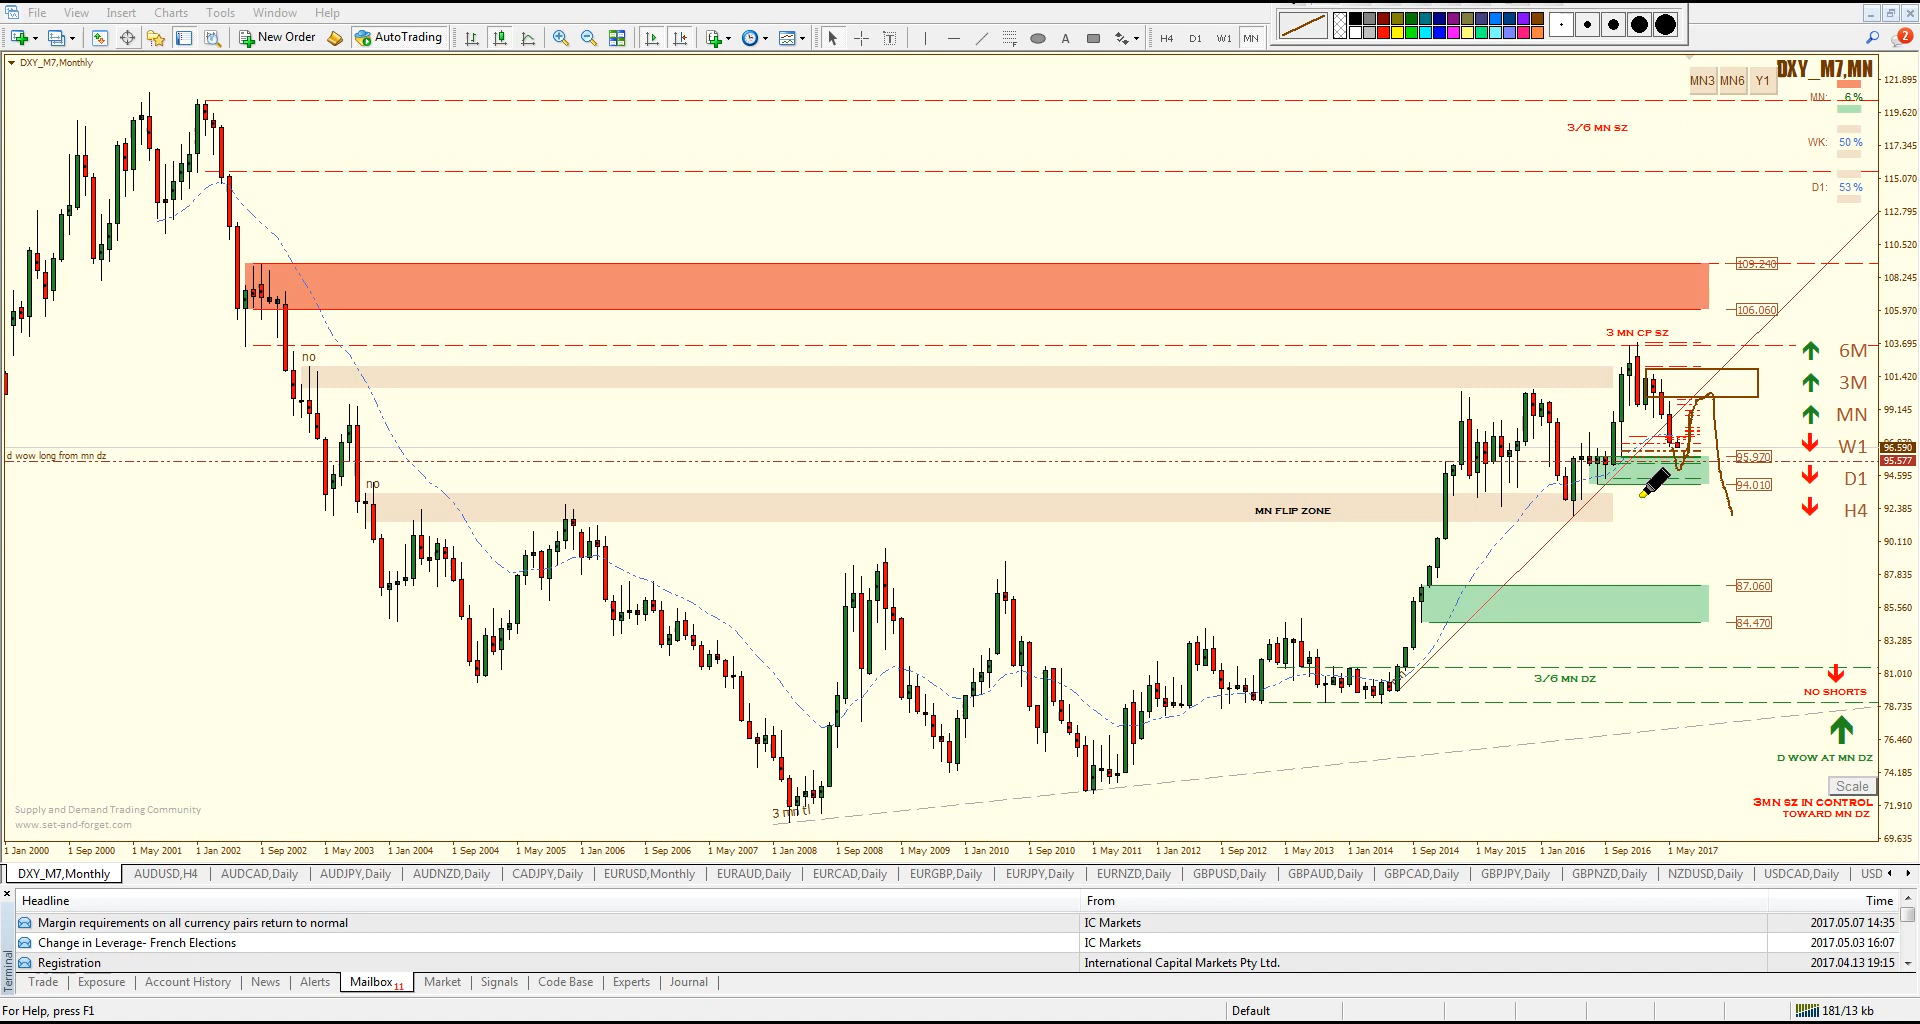 File View Insert Charts Tools Window Help
New Order AutoTrading H4 D1 W1 MN 2
DXY_M7,Monthly
MN3 MN6 Y1 DXY_M7,MN
MN: 6 %
WK: 50 %
D1: 53 %
121.895
119.620
117.345
115.070
112.795
110.520
108.245
105.970
103.695
101.420
99.145
96.590
95.577
94.595
92.385
90.110
87.835
85.560
83.285
81.010
78.735
76.460
74.185
71.910
69.635
3/6 MN SZ
109.240
106.060
3 MN CP SZ
no
6M
3M
MN
W1
D1
H4
d wow long from mn dz
95.970
94.010
no
MN FLIP ZONE
87.060
84.470
3/6 MN DZ
NO SHORTS
D WOW AT MN DZ
Scale
3MN SZ IN CONTROL
TOWARD MN DZ
3 mn tl
Supply and Demand Trading Community
www.set-and-forget.com
1 Jan 2000 1 Sep 2000 1 May 2001 1 Jan 2002 1 Sep 2002 1 May 2003 1 Jan 2004 1 Sep 2004 1 May 2005 1 Jan 2006 1 Sep 2006 1 May 2007 1 Jan 2008 1 Sep 2008 1 May 2009 1 Jan 2010 1 Sep 2010 1 May 2011 1 Jan 2012 1 Sep 2012 1 May 2013 1 Jan 2014 1 Sep 2014 1 May 2015 1 Jan 2016 1 Sep 2016 1 May 2017
DXY_M7,Monthly AUDUSD,H4 AUDCAD,Daily AUDJPY,Daily AUDNZD,Daily CADJPY,Daily EURUSD,Monthly EURAUD,Daily EURCAD,Daily EURGBP,Daily EURJPY,Daily EURNZD,Daily GBPUSD,Daily GBPAUD,Daily GBPCAD,Daily GBPJPY,Daily GBPNZD,Daily NZDUSD,Daily USDCAD,Daily USD
Headline From Time
Margin requirements on all currency pairs return to normal IC Markets 2017.05.07 14:35
Change in Leverage- French Elections IC Markets 2017.05.03 16:07
Registration International Capital Markets Pty Ltd. 2017.04.13 19:15
Terminal
Trade Exposure Account History News Alerts Mailbox 11 Market Signals Code Base Experts Journal
For Help, press F1 Default 181/13 kb